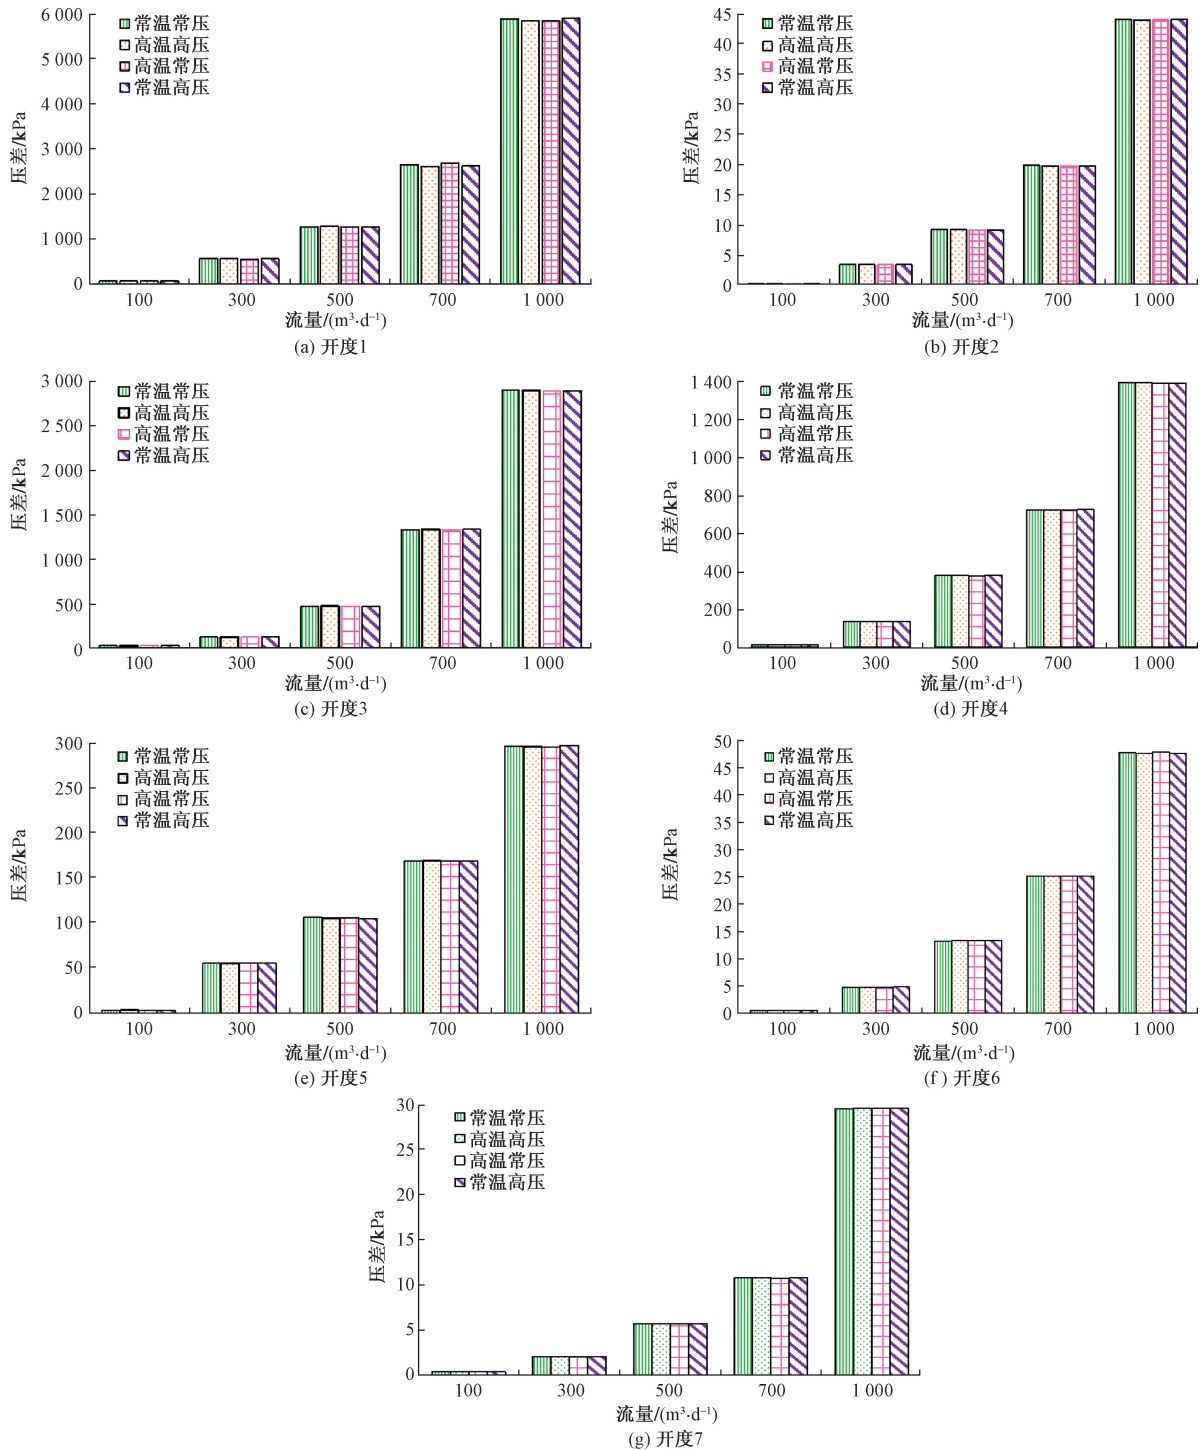 6 000
5 000
4 000
3 000
2 000
1 000
0
压差/kPa
常温常压
高温高压
高温常压
常温高压
100 300 500 700 1 000
流量/(m³·d⁻¹)
(a) 开度1
45
45
40
35
30
25
20
15
10
5
0
压差/kPa
常温常压
高温高压
高温常压
常温高压
100 300 500 700 1 000
流量/(m³·d⁻¹)
(b) 开度2
3 000
2 500
2 000
1 500
1 000
500
0
压差/kPa
常温常压
高温高压
高温常压
常温高压
100 300 500 700 1 000
流量/(m³·d⁻¹)
(c) 开度3
1 400
1 200
1 000
800
600
400
200
0
压差/kPa
常温常压
高温高压
高温常压
常温高压
100 300 500 700 1 000
流量/(m³·d⁻¹)
(d) 开度4
300
250
200
150
100
50
0
压差/kPa
常温常压
高温高压
高温常压
常温高压
100 300 500 700 1 000
流量/(m³·d⁻¹)
(e) 开度5
50
45
40
35
30
25
20
15
10
5
0
压差/kPa
常温常压
高温高压
高温常压
常温高压
100 300 500 700 1 000
流量/(m³·d⁻¹)
(f ) 开度6
30
25
20
15
10
5
0
压差/kPa
常温常压
高温高压
高温常压
常温高压
100 300 500 700 1 000
流量/(m³·d⁻¹)
(g) 开度7